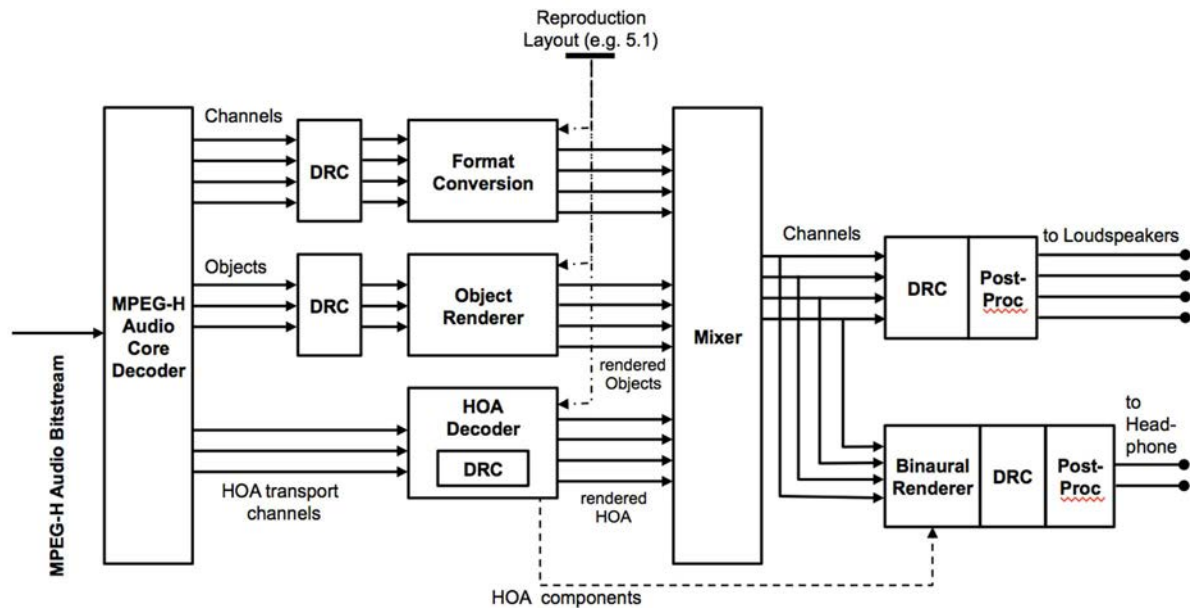 Reproduction
Layout (e.g. 5.1)
Channels
DRC
Format
Conversion
Objects
DRC
Object
Renderer
MPEG-H
Audio
Core
Decoder
MPEG-H Audio Bitstream
rendered
Objects
HOA
Decoder
DRC
HOA transport
channels
rendered
HOA
Mixer
Channels
DRC
Post-
Proc
to Loudspeakers
Binaural
Renderer
DRC
Post-
Proc
to
Head-
phone
HOA components